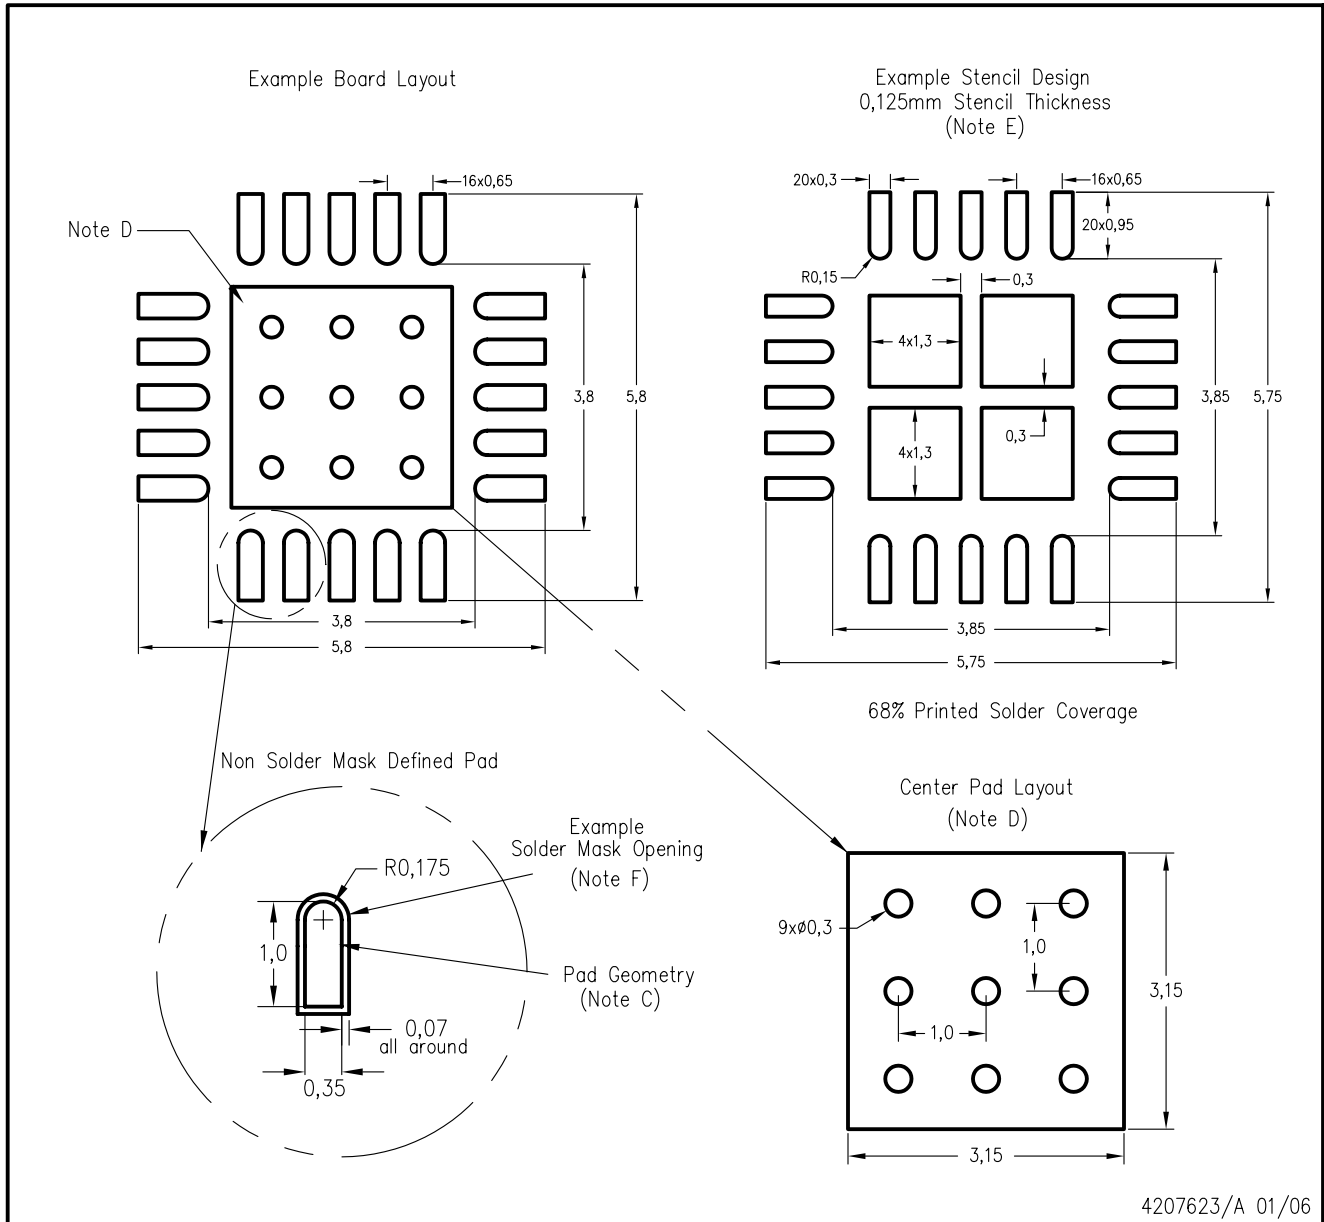 Example Board Layout
16x0,65
Note D
3,8
5,8
3,8
5,8
Example Stencil Design
0,125mm Stencil Thickness
(Note E)
20x0,3
16x0,65
20x0,95
R0,15
0,3
4x1,3
3,85
5,75
4x1,3
0,3
3,85
5,75
68% Printed Solder Coverage
Non Solder Mask Defined Pad
Example
Solder Mask Opening
(Note F)
R0,175
1,0
Pad Geometry
(Note C)
0,07
all around
0,35
Center Pad Layout
(Note D)
9xø0,3
1,0
1,0
3,15
3,15
4207623/A 01/06